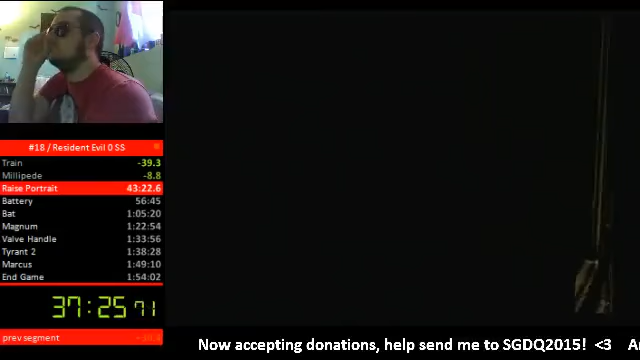 #18 / Resident Evil 0 SS
Train -39.3
Millipede -8.8
Raise Portrait 43:22.6
Battery 56:45
Bat 1:05:20
Magnum 1:22:54
Valve Handle 1:33:56
Tyrant 2 1:38:28
Marcus 1:49:10
End Game 1:54:02
37:25 71
prev segment
Now accepting donations, help send me to SGDQ2015! <3